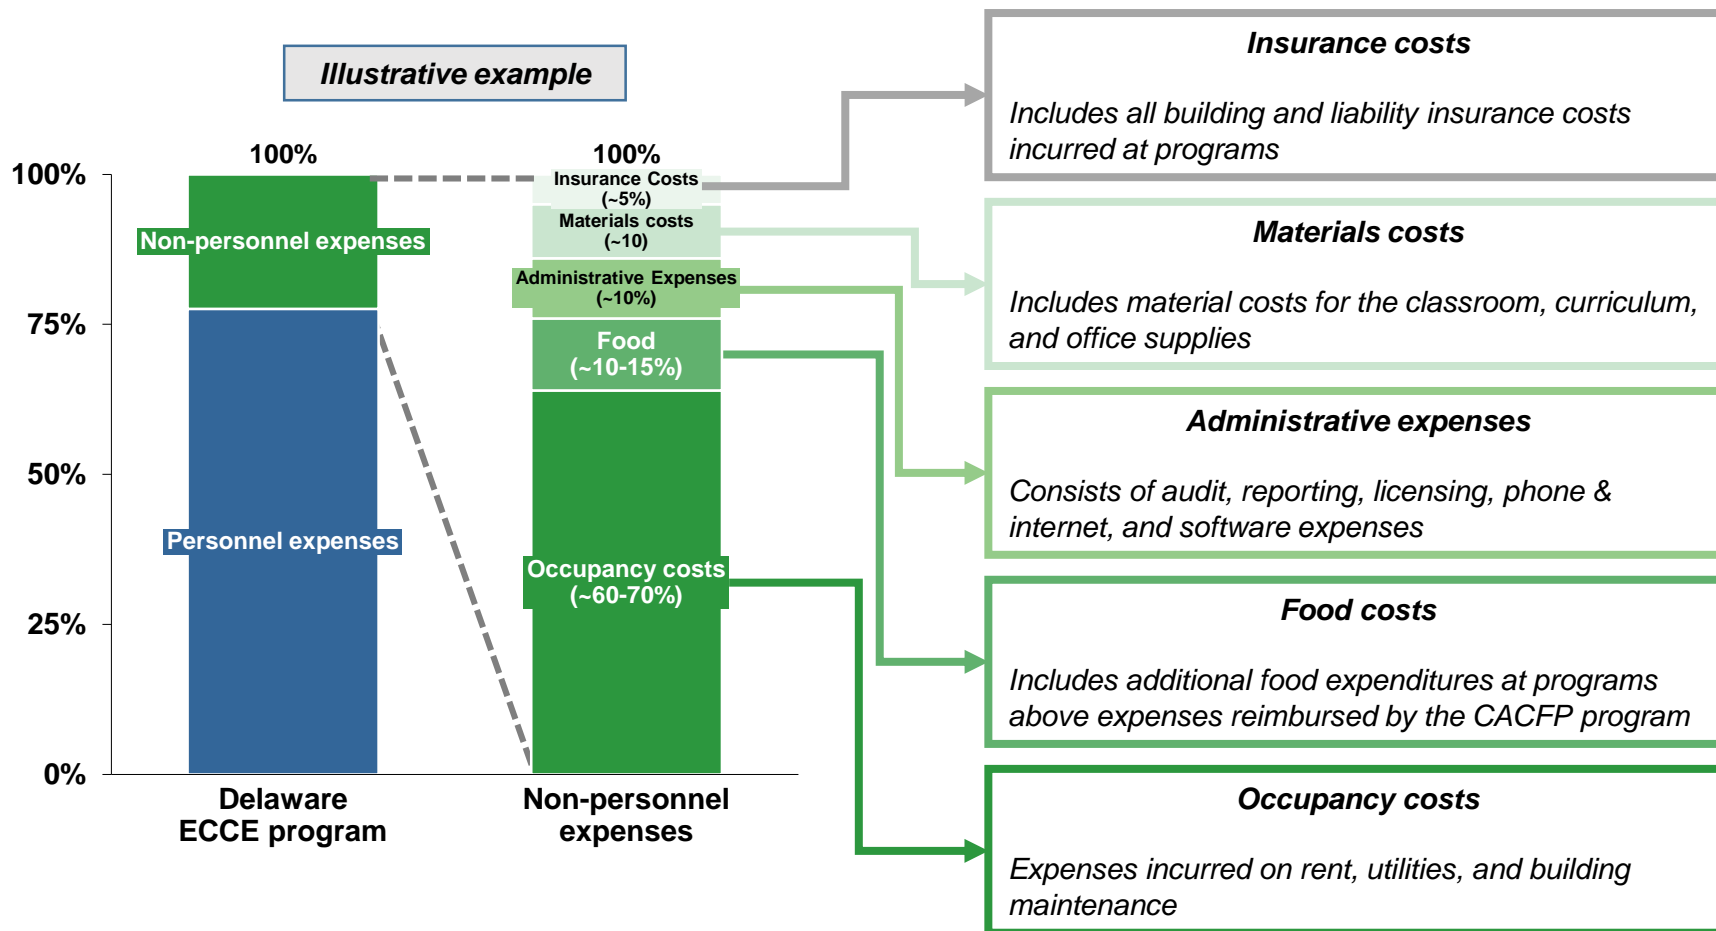 Illustrative example
100%
75%
50%
25%
0%
100%
Non-personnel expenses
Personnel expenses
Delaware
ECCE program
100%
Insurance Costs
(~5%)
Materials costs
(~10)
Administrative Expenses
(~10%)
Food
(~10-15%)
Occupancy costs
(~60-70%)
Non-personnel
expenses
Insurance costs
Includes all building and liability insurance costs
incurred at programs
Materials costs
Includes material costs for the classroom, curriculum,
and office supplies
Administrative expenses
Consists of audit, reporting, licensing, phone &
internet, and software expenses
Food costs
Includes additional food expenditures at programs
above expenses reimbursed by the CACFP program
Occupancy costs
Expenses incurred on rent, utilities, and building
maintenance